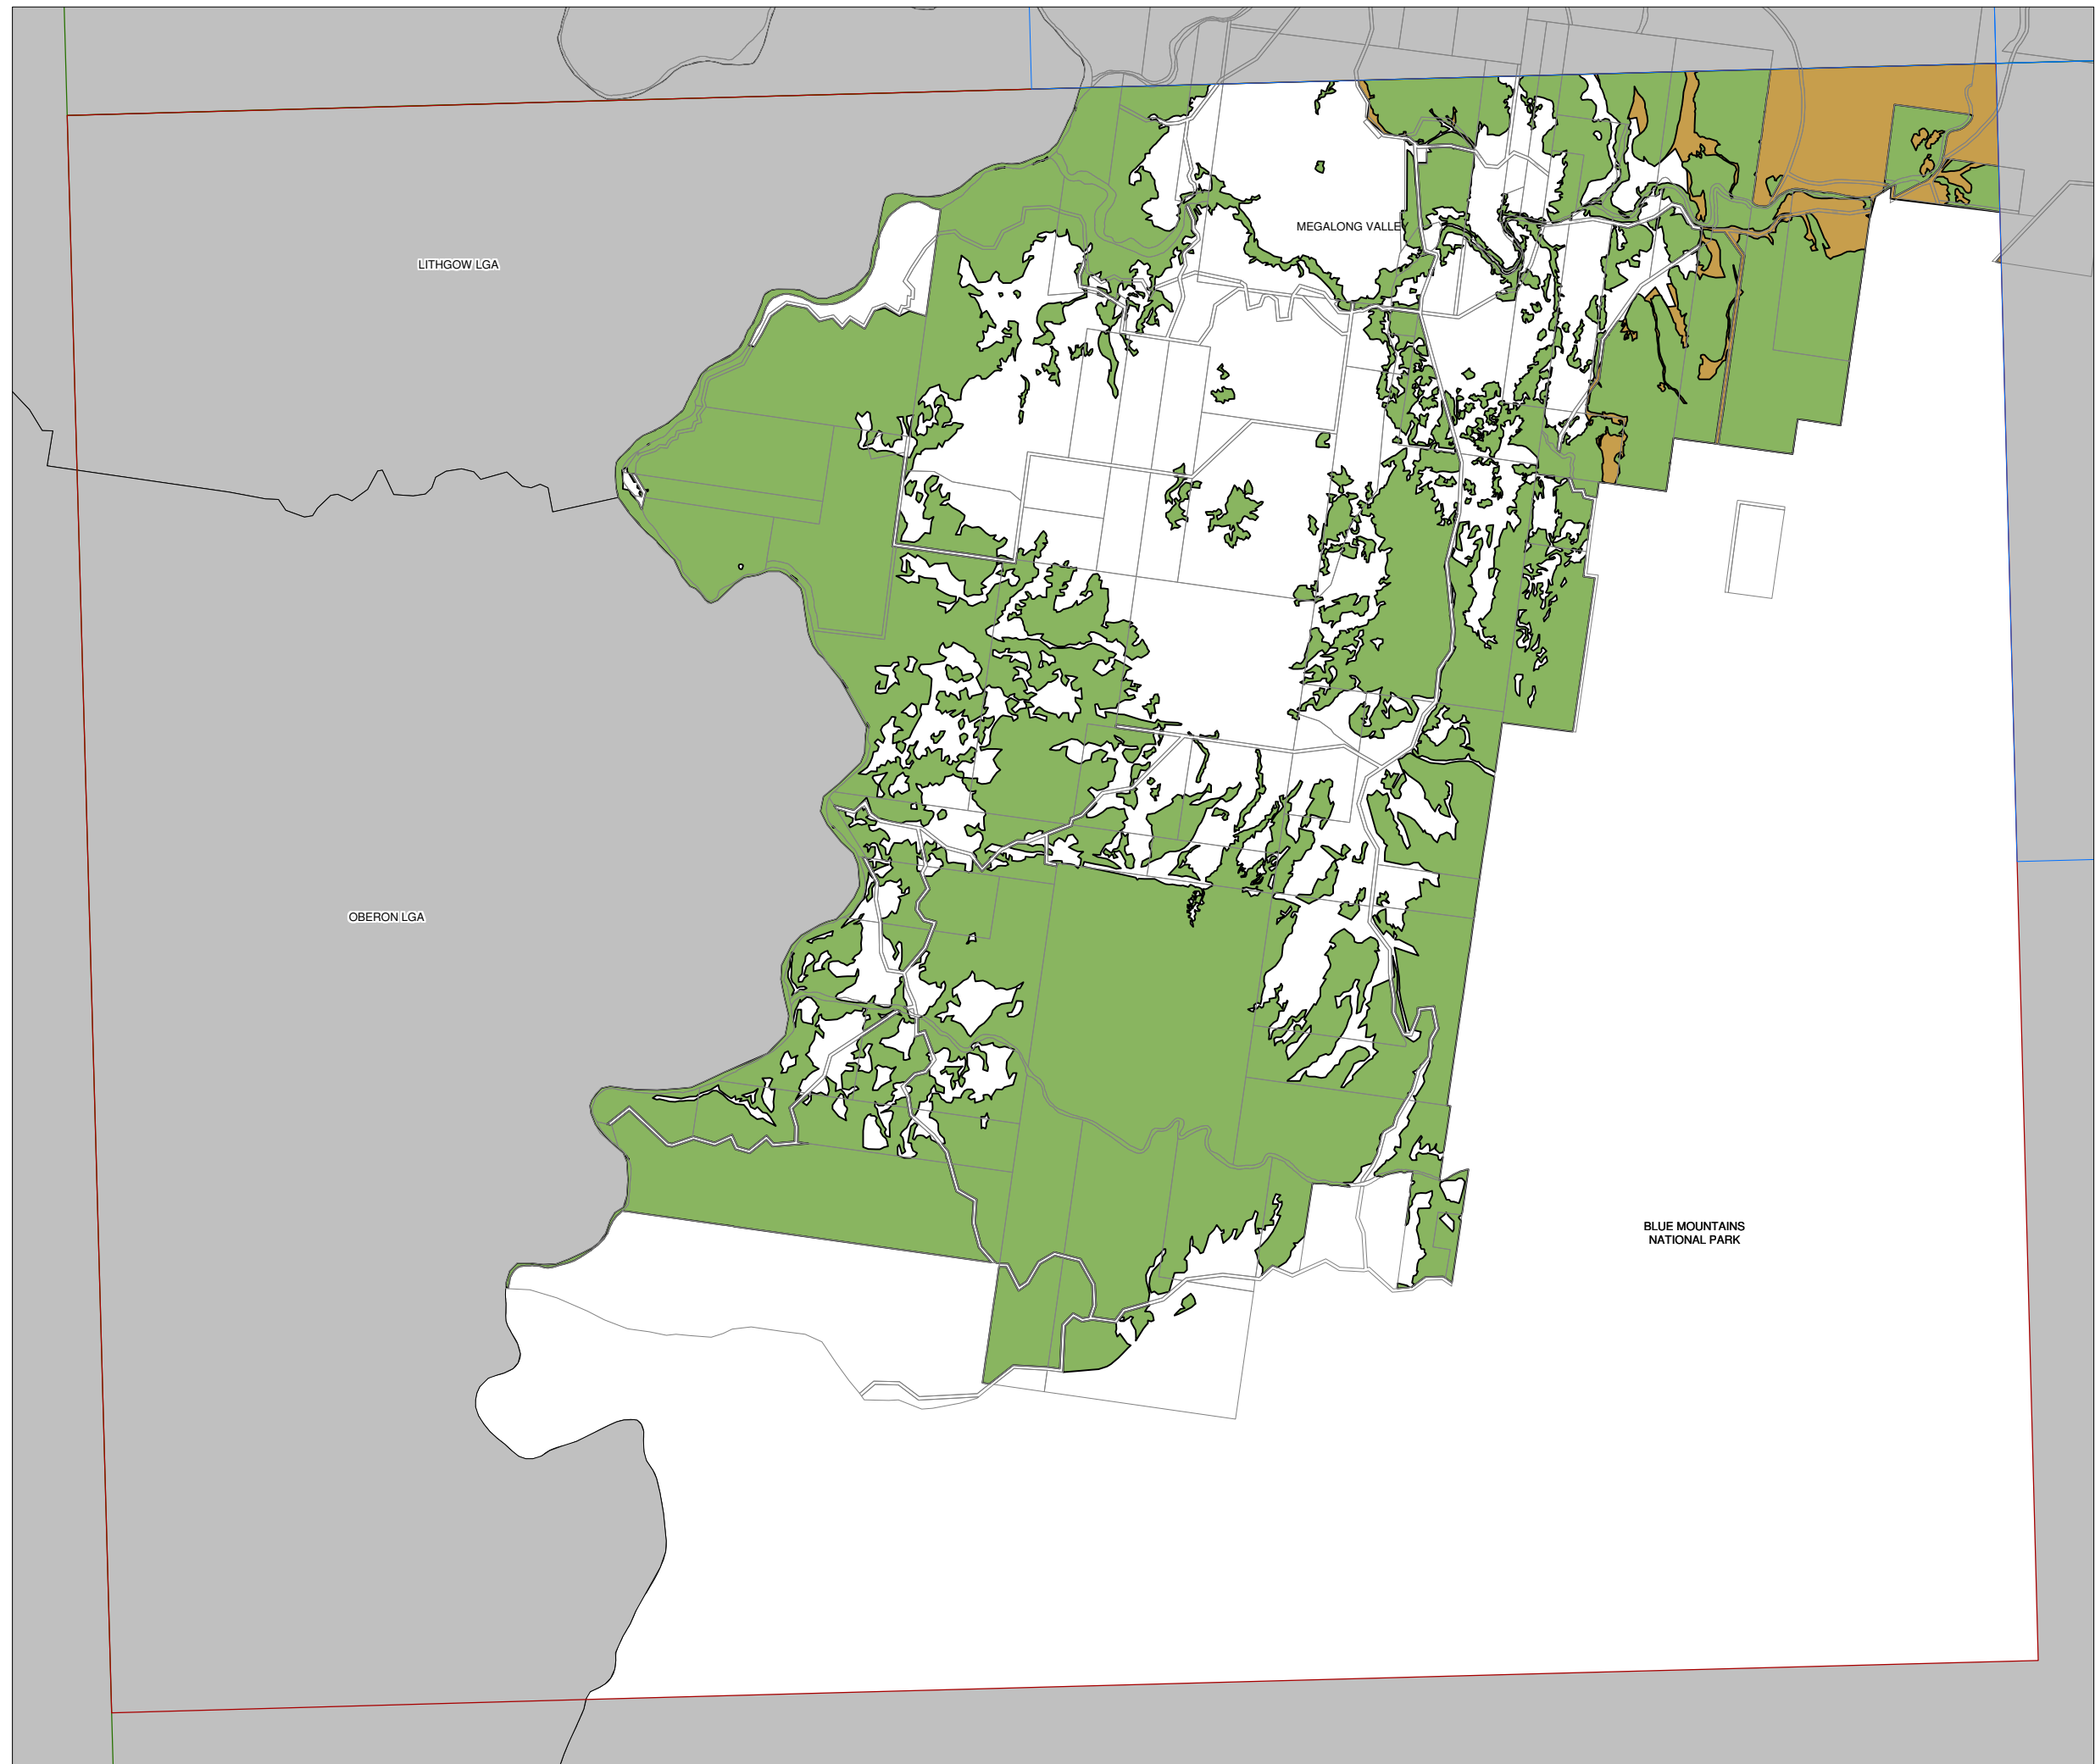 MEGALONG VALLEY
LITHGOW LGA
OBERON LGA
BLUE MOUNTAINS
NATIONAL PARK